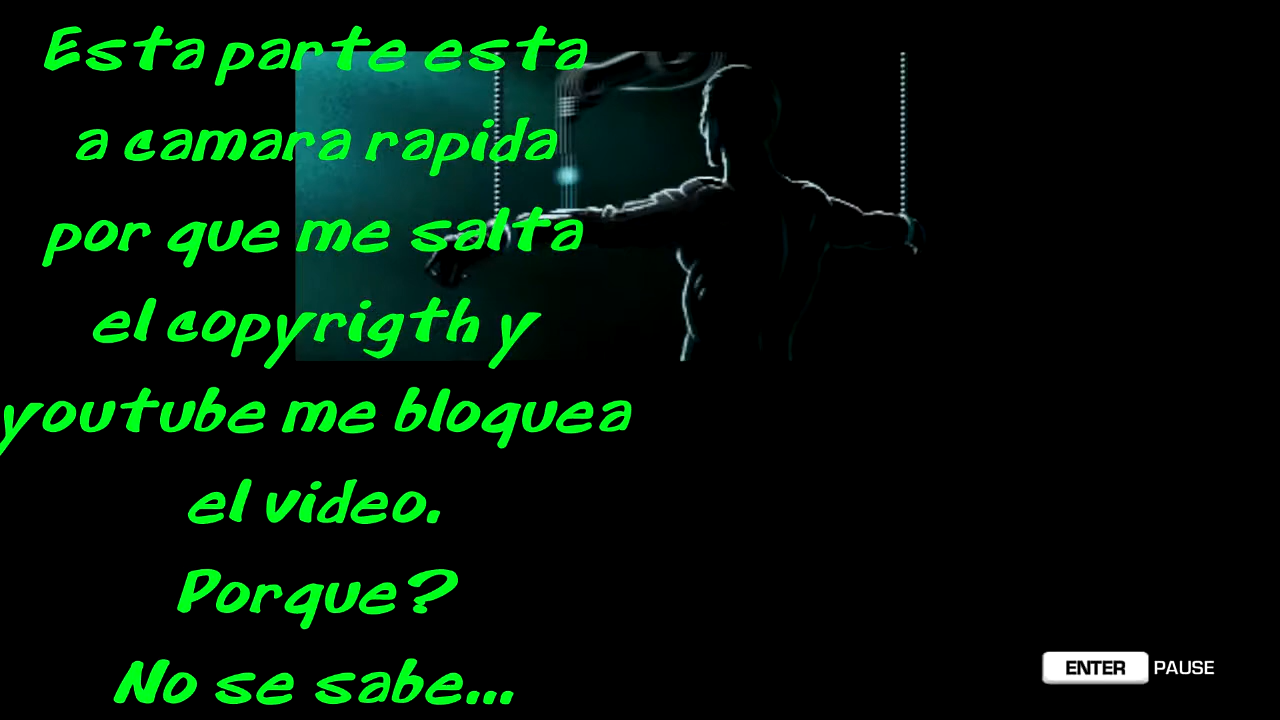 Esta parte esta
a camara rapida
por que me salta
el copyrigth y
youtube me bloquea
el video.
Porque?
No se sabe...
ENTER PAUSE